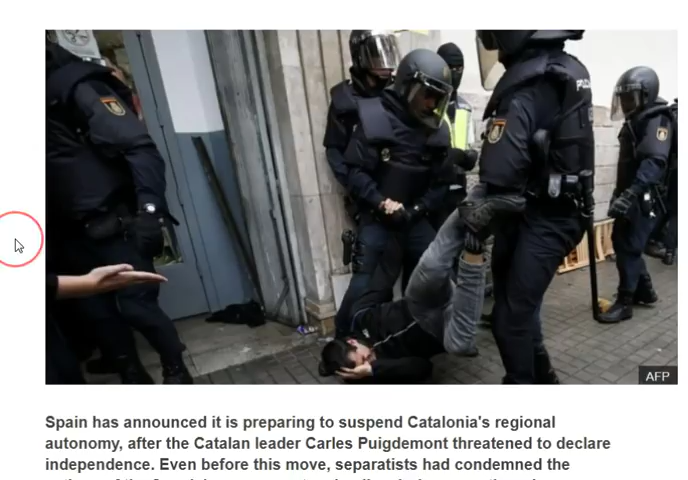 POLICIA
AFP
Spain has announced it is preparing to suspend Catalonia's regional
autonomy, after the Catalan leader Carles Puigdemont threatened to declare
independence. Even before this move, separatists had condemned the